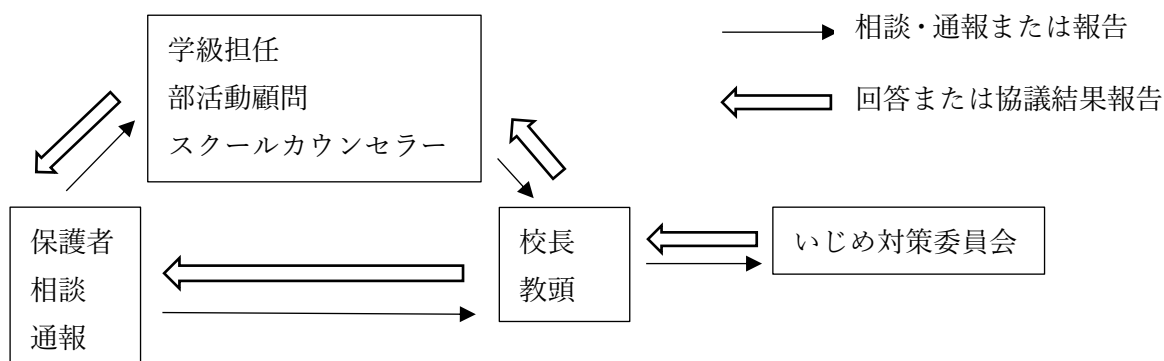 学級担任
部活動顧問
スクールカウンセラー
相談・通報または報告
回答または協議結果報告
保護者
相談
通報
校長
教頭
いじめ対策委員会